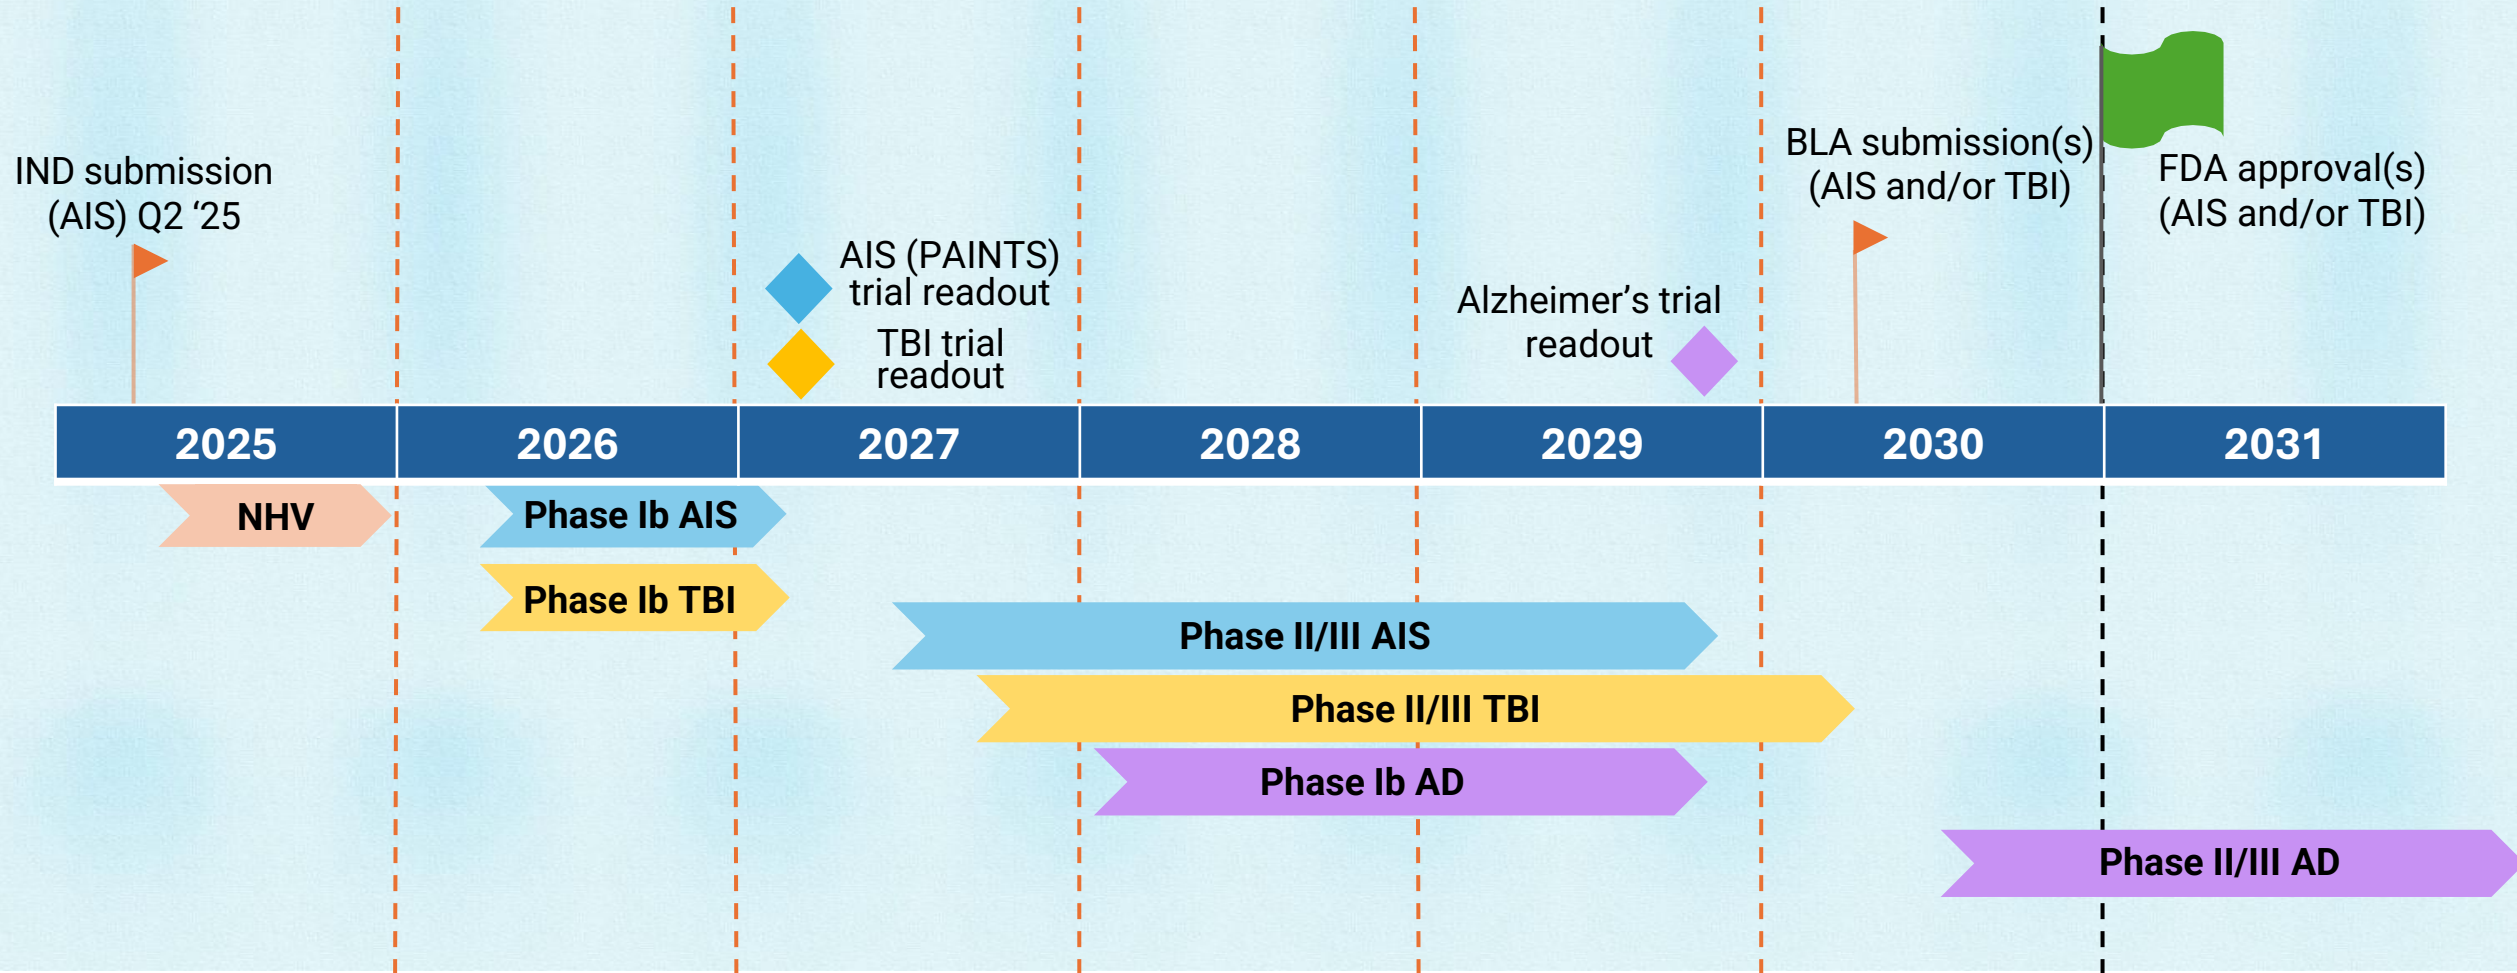 IND submission
(AIS) Q2 ‘25
AIS (PAINTS)
trial readout
TBI trial
readout
Alzheimer’s trial
readout
BLA submission(s)
(AIS and/or TBI)
FDA approval(s)
(AIS and/or TBI)
2025 2026 2027 2028 2029 2030 2031
NHV
Phase Ib AIS
Phase Ib TBI
Phase II/III AIS
Phase II/III TBI
Phase Ib AD
Phase II/III AD